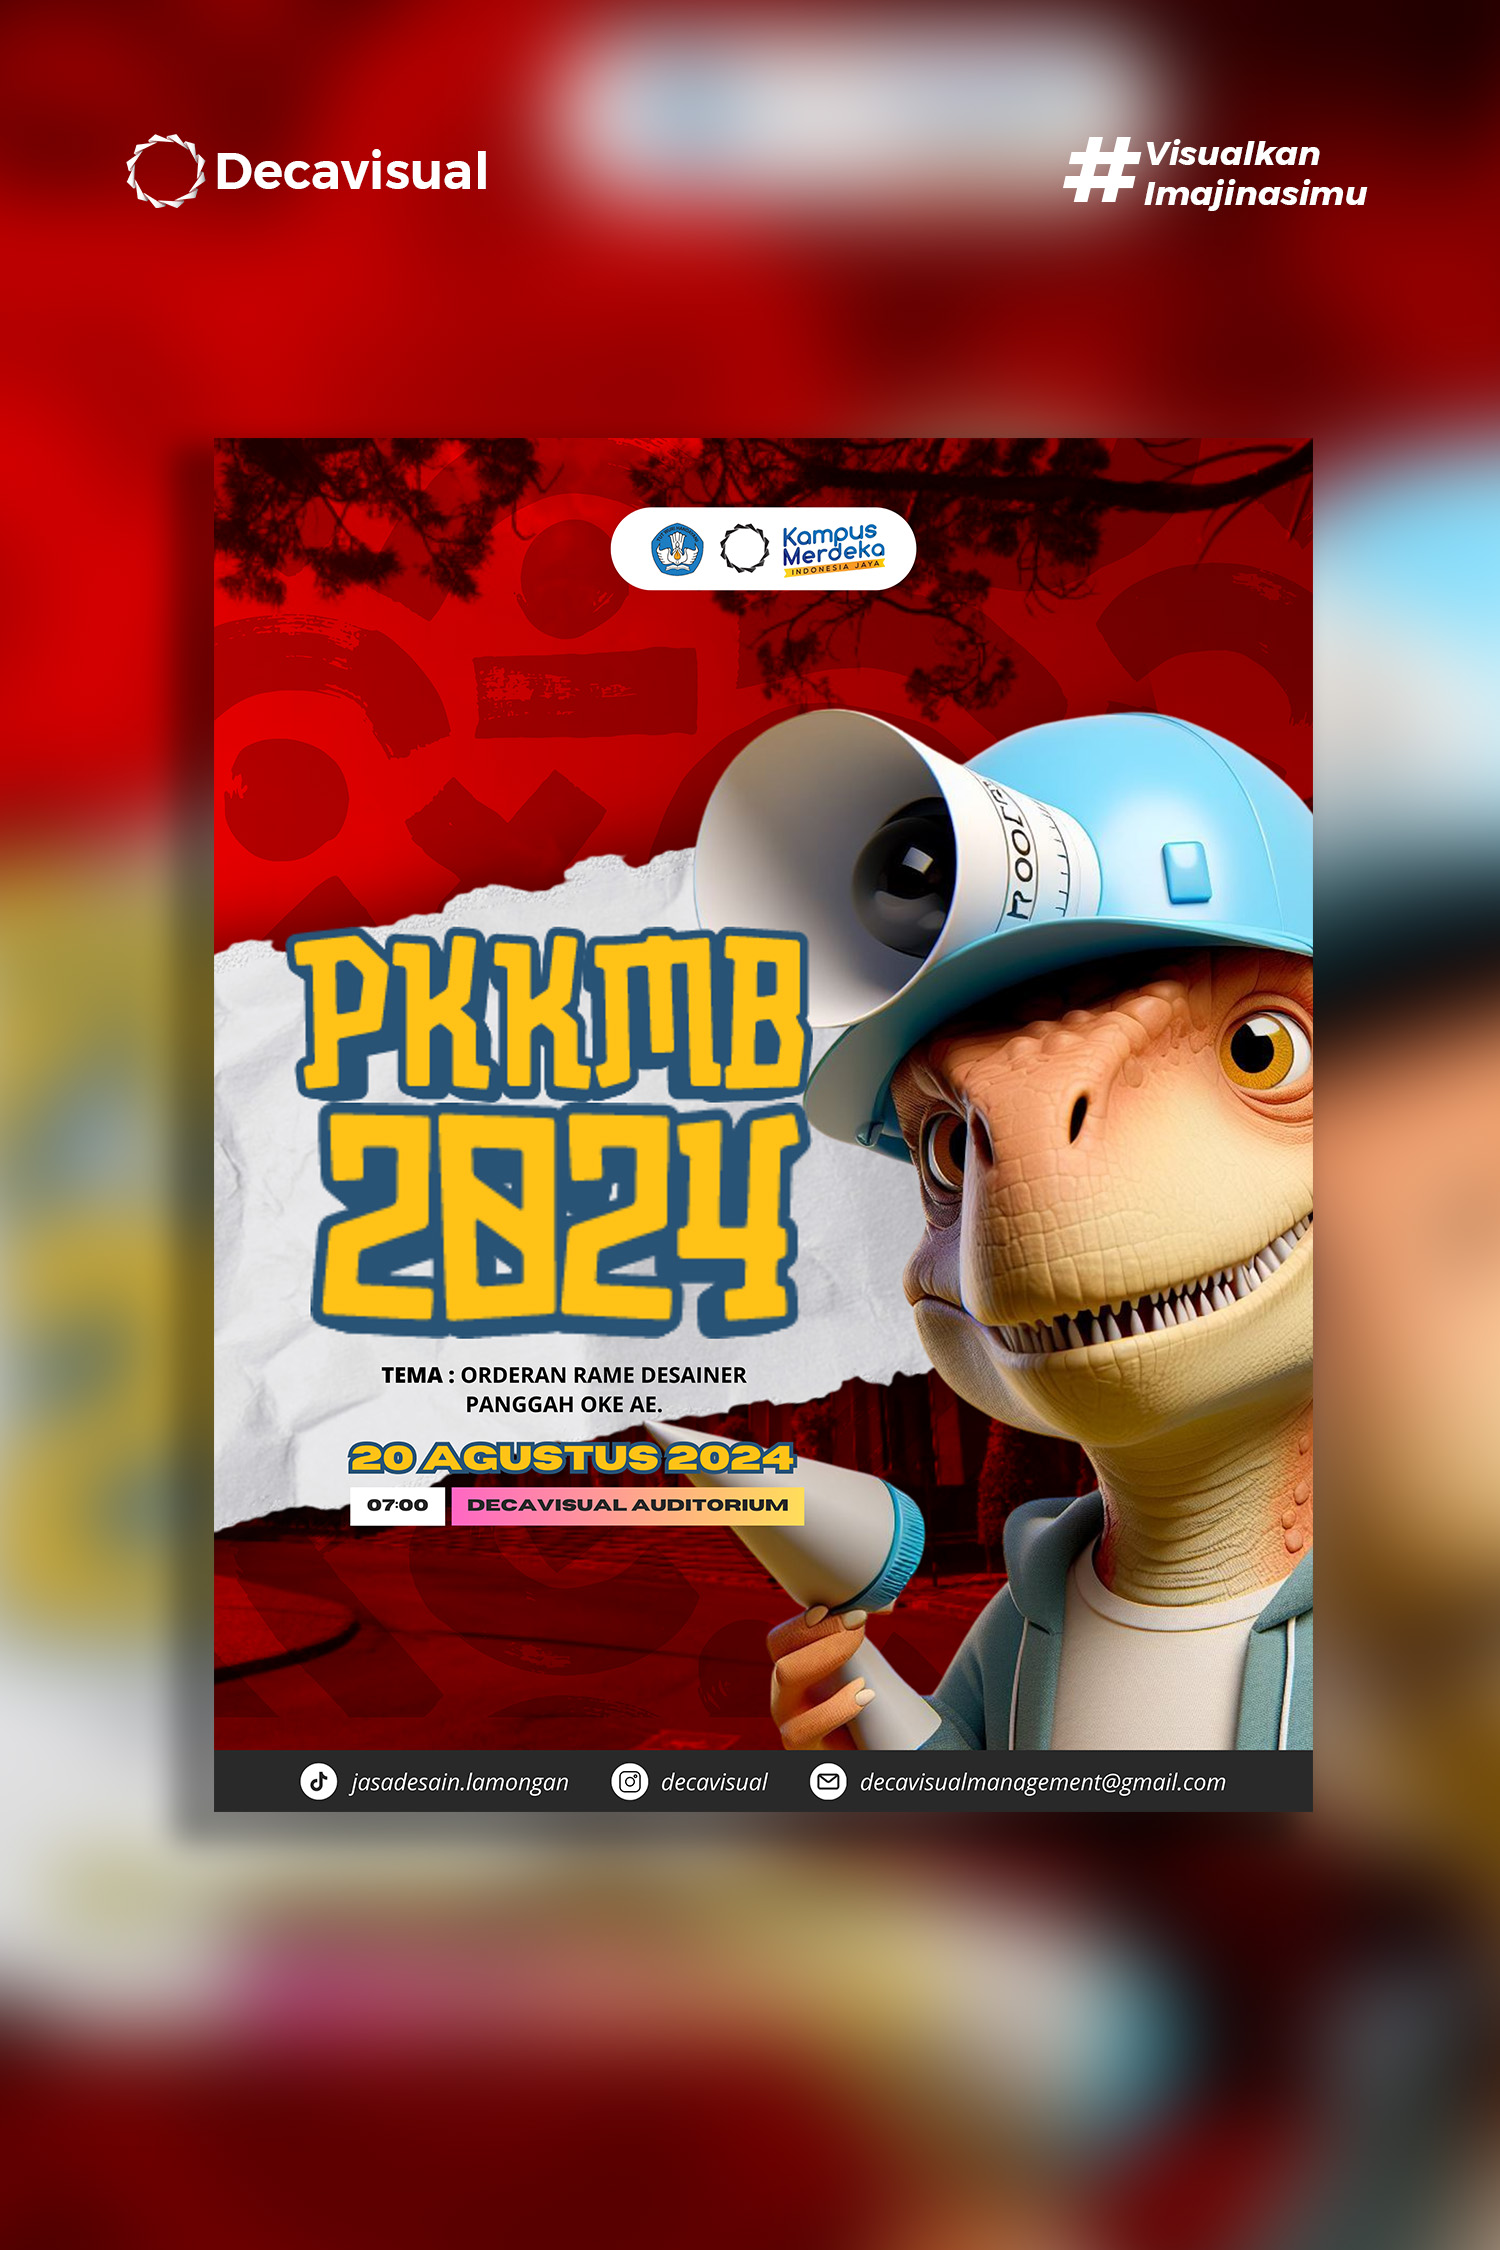 Decavisual
#Visualkan
Imajinasimu
Kampus
Merdeka
INDONESIA JAYA
PKKMB
2024
TEMA : ORDERAN RAME DESAINER
PANGGAH OKE AE.
20 AGUSTUS 2024
07:00 DECAVISUAL AUDITORIUM
jasadesain.lamongan decavisual decavisualmanagement@gmail.com